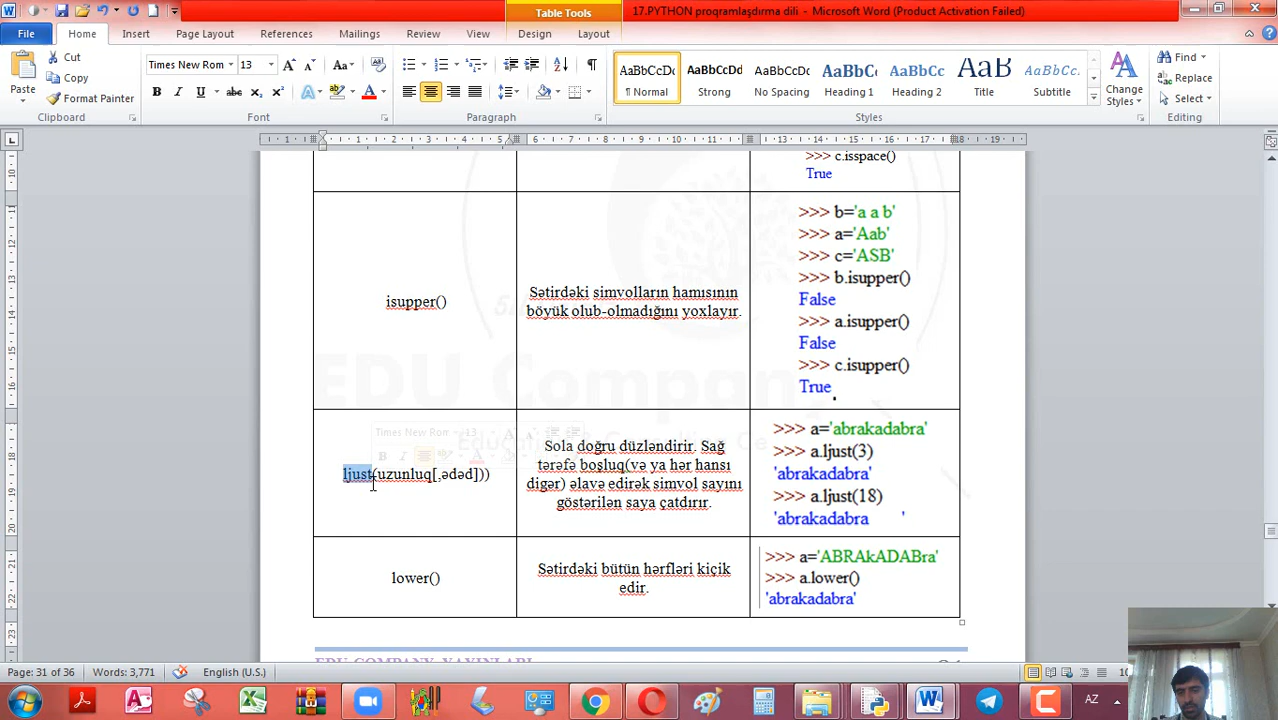 Table Tools
17.PYTHON proqramlaşdırma dili - Microsoft Word (Product Activation Failed)
File Home Insert Page Layout References Mailings Review View Design Layout
Cut
Copy
Format Painter
Paste
Clipboard
Times New Rom 13
Font
Paragraph
AaBbCcDc AaBbCcDd AaBbCcDc AaBbCc AaBbCc AaB AaBbCcDc
¶ Normal Strong No Spacing Heading 1 Heading 2 Title Subtitle
Styles
Change Styles
Find
Replace
Select
Editing
>>> c.isspace()
True
isupper()
Sətirdəki simvolların hamısının
böyük olub-olmadığını yoxlayır.
>>> b='a a b'
>>> a='Aab'
>>> c='ASB'
>>> b.isupper()
False
>>> a.isupper()
False
>>> c.isupper()
True
EDU Company
ljust(uzunluq[,ədəd]))
Sola doğru düzləndirir. Sağ
tərəfə boşluq(və ya hər hansı
digər) əlavə edirək simvol sayını
göstərilən saya çatdırır.
>>> a='abrakadabra'
>>> a.ljust(3)
'abrakadabra'
>>> a.ljust(18)
'abrakadabra       '
lower()
Sətirdəki bütün hərfləri kiçik
edir.
>>> a='ABRAkADABra'
>>> a.lower()
'abrakadabra'
EDU COMPANY YAYINLARI
Page: 31 of 36 Words: 3,771 English (U.S.)
AZ